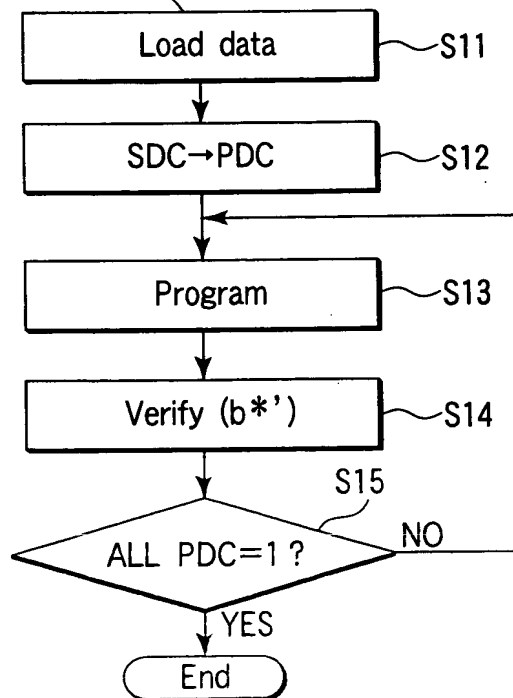 Load data S11
SDC→PDC S12
Program S13
Verify (b*') S14
S15
ALL PDC=1? NO
YES
End